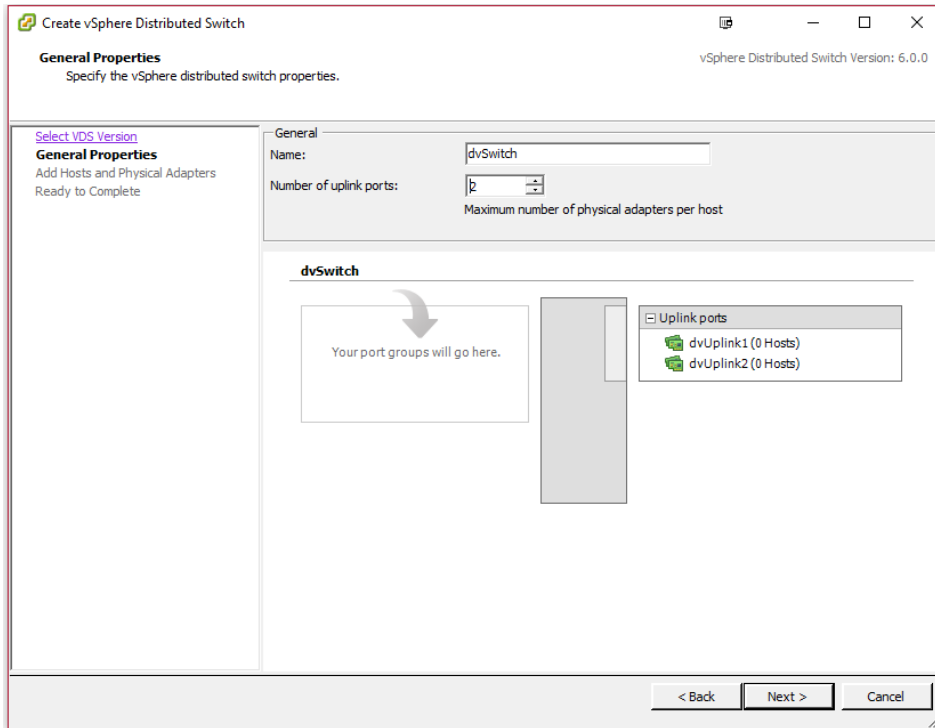 Create vSphere Distributed Switch
General Properties
Specify the vSphere distributed switch properties.
vSphere Distributed Switch Version: 6.0.0
Select VDS Version
General Properties
Add Hosts and Physical Adapters
Ready to Complete
General
Name:
dvSwitch
Number of uplink ports:
2
Maximum number of physical adapters per host
dvSwitch
Your port groups will go here.
Uplink ports
dvUplink1 (0 Hosts)
dvUplink2 (0 Hosts)
< Back
Next >
Cancel